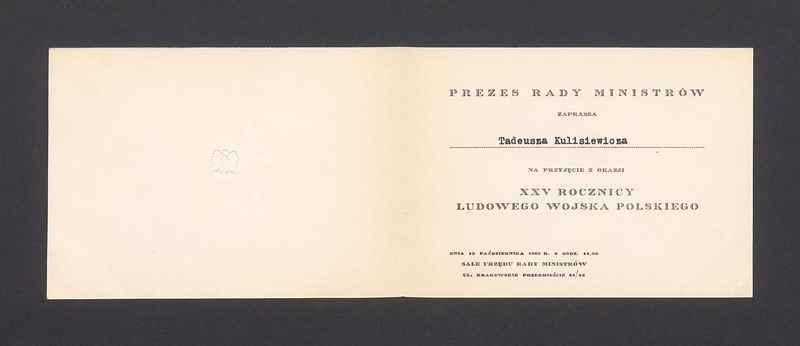 PREZES RADY MINISTRÓW
ZAPRASZA
Tadeusza Kulisiewicza
NA PRZYJĘCIE Z OKAZJI
XXV ROCZNICY
LUDOWEGO WOJSKA POLSKIEGO
DNIA 12 PAŹDZIERNIKA 1968 R. O GODZ.
SALE URZĘDU RADY MINISTRÓW
UL. KRAKOWSKIE PRZEDMIEŚCIE 46/48